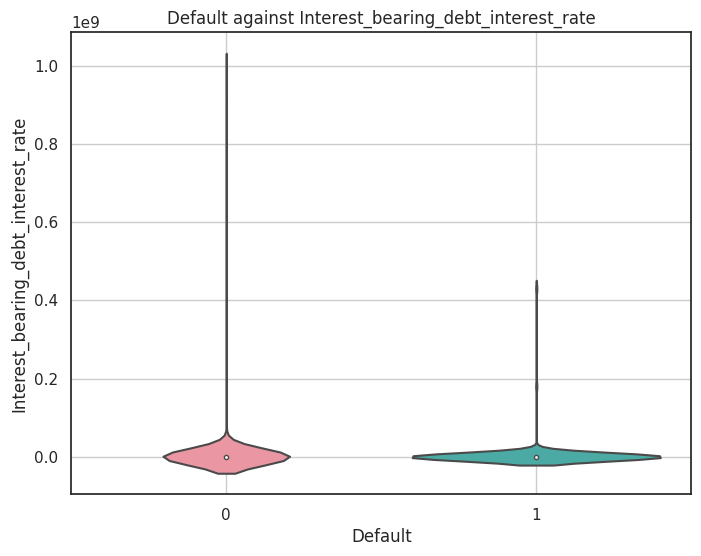 Default against Interest_bearing_debt_interest_rate
1e9
1.0
0.8
0.6
0.4
0.2
0.0
Interest_bearing_debt_interest_rate
0
1
Default